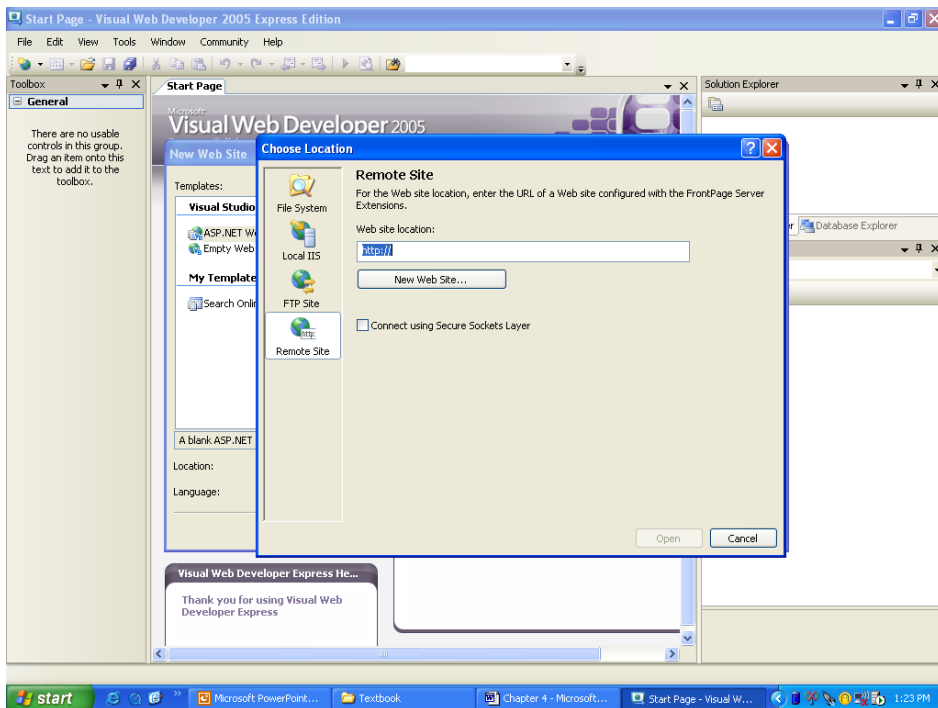 Start Page - Visual Web Developer 2005 Express Edition
File Edit View Tools Window Community Help
Toolbox
General
There are no usable
controls in this group.
Drag an item onto this
text to add it to the
toolbox.
Start Page
Microsoft
Visual Web Developer 2005
New Web Site
Templates:
Visual Studio
ASP.NET W
Empty Web
My Template
Search Onlin
A blank ASP.NET
Location:
Language:
Choose Location
File System
Local IIS
FTP Site
http:
Remote Site
Remote Site
For the Web site location, enter the URL of a Web site configured with the FrontPage Server
Extensions.
Web site location:
http://
New Web Site...
Connect using Secure Sockets Layer
Open Cancel
Solution Explorer
Database Explorer
Visual Web Developer Express He...
Thank you for using Visual Web
Developer Express
start
Microsoft PowerPoint...
Textbook
Chapter 4 - Microsoft...
Start Page - Visual W...
1:23 PM